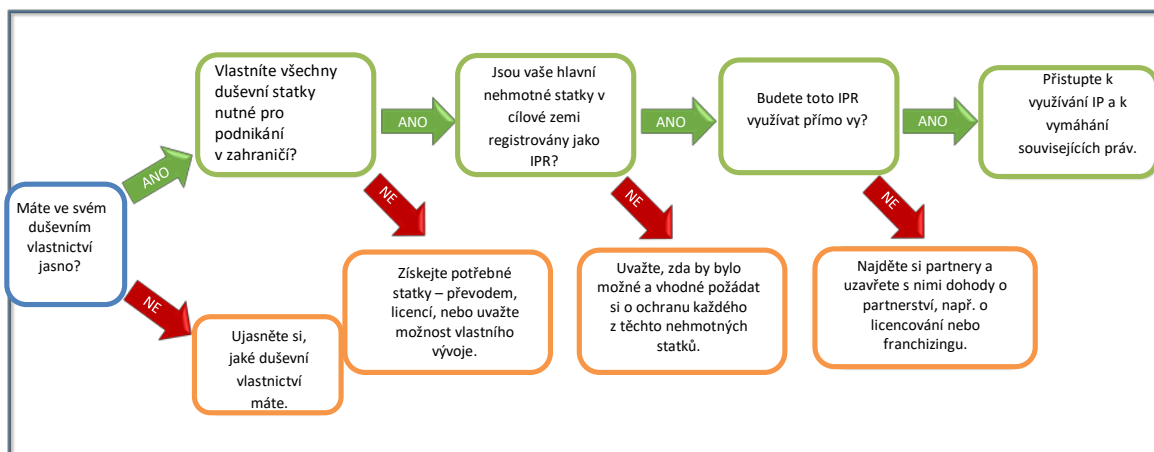 Máte ve svém
duševním
vlastnictví
jasno?
ANO
Vlastníte všechny
duševní statky
nutné pro
podnikání
v zahraničí?
ANO
Jsou vaše hlavní
nehmotné statky v
cílové zemi
registrovány jako
IPR?
ANO
Budete toto IPR
využívat přímo vy?
ANO
Přistupte k
využívání IP a k
vymáhání
souvisejících práv.
NE
Ujasněte si,
jaké duševní
vlastnictví
máte.
NE
Získejte potřebné
statky – převodem,
licencí, nebo uvažte
možnost vlastního
vývoje.
NE
Uvažte, zda by bylo
možné a vhodné požádat
si o ochranu každého
z těchto nehmotných
statků.
NE
Najděte si partnery a
uzavřete s nimi dohody o
partnerství, např. o
licencování nebo
franchizingu.